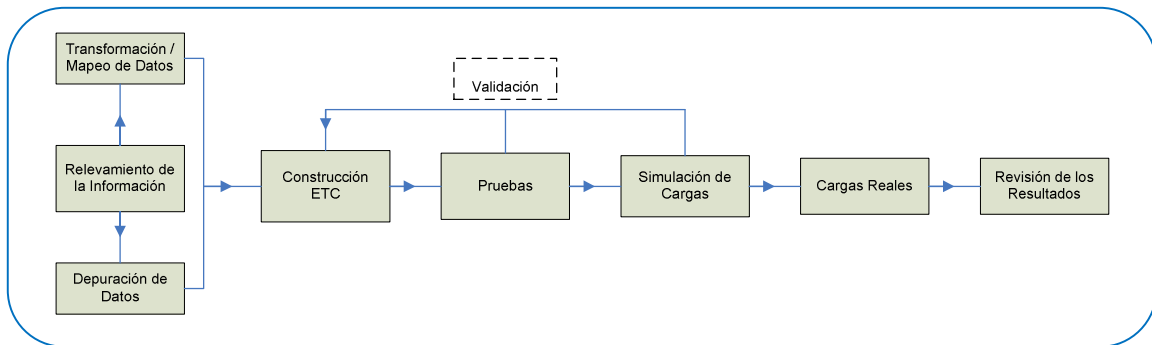 Transformación /
Mapeo de Datos
Validación
Relevamiento de
la Información
Construcción
ETC
Pruebas
Simulación de
Cargas
Cargas Reales
Revisión de los
Resultados
Depuración de
Datos